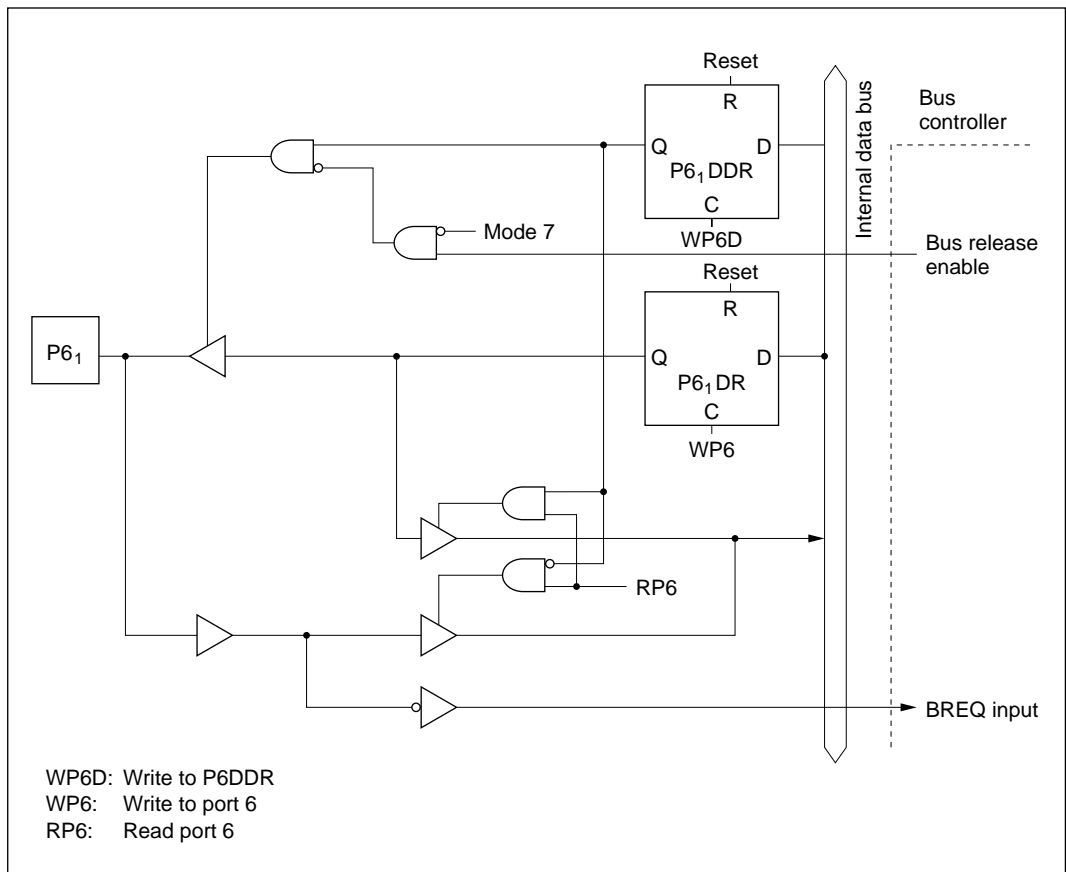 Reset
R
Q
D
P6₁DDR
C
WP6D
Internal data bus
Bus
controller
Mode 7
Bus release
enable
Reset
R
P6₁
Q
D
P6₁DR
C
WP6
RP6
BREQ input
WP6D: Write to P6DDR
WP6: Write to port 6
RP6: Read port 6